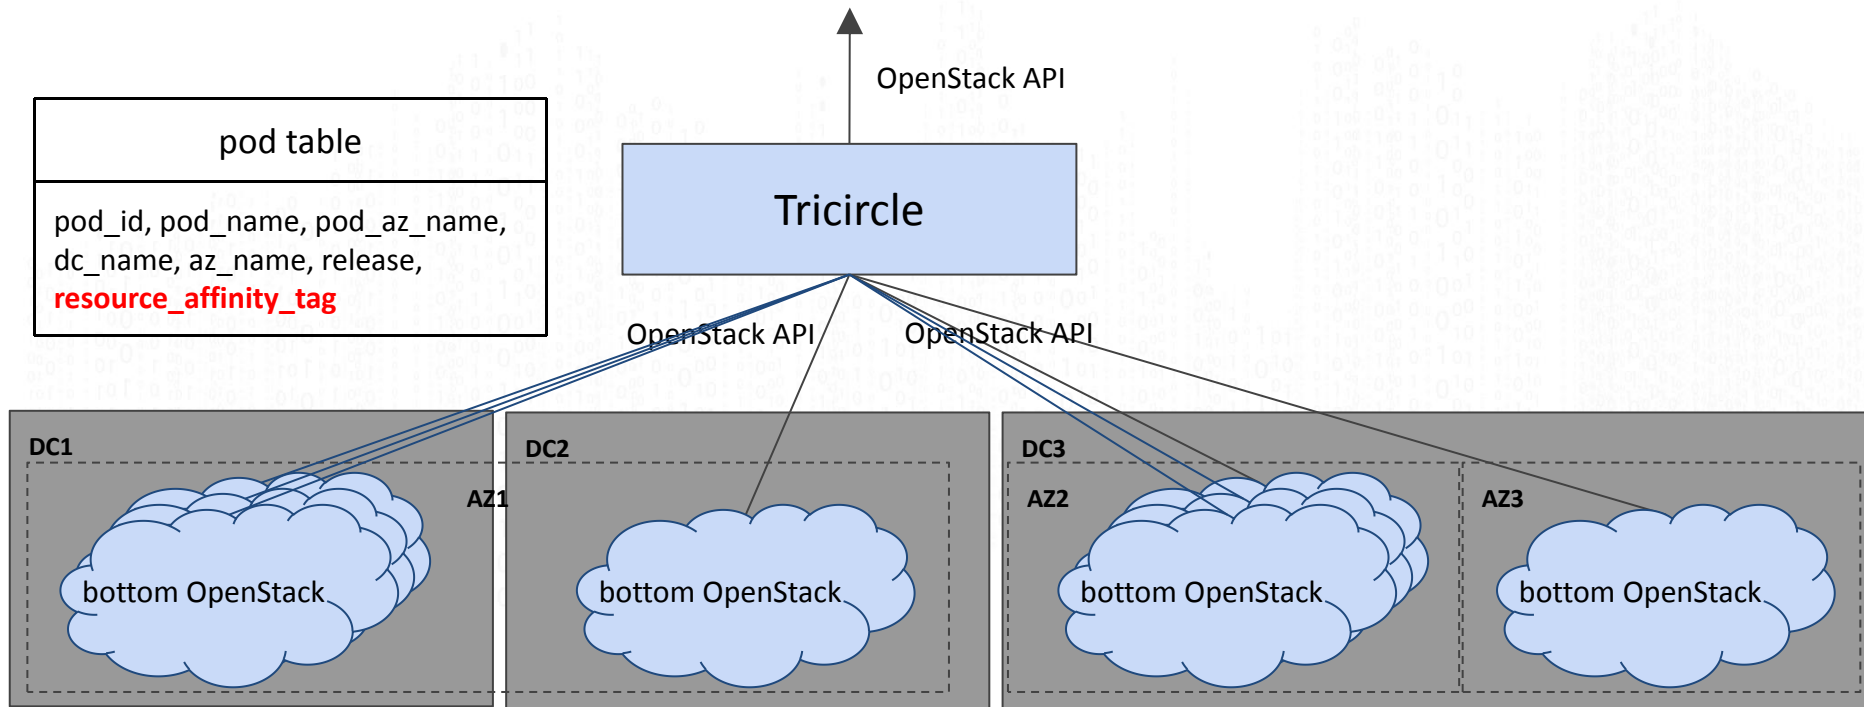 OpenStack API
pod table
pod_id, pod_name, pod_az_name,
dc_name, az_name, release,
resource_affinity_tag
Tricircle
OpenStack API
OpenStack API
DC1
DC2
DC3
AZ1
AZ2
AZ3
bottom OpenStack
bottom OpenStack
bottom OpenStack
bottom OpenStack